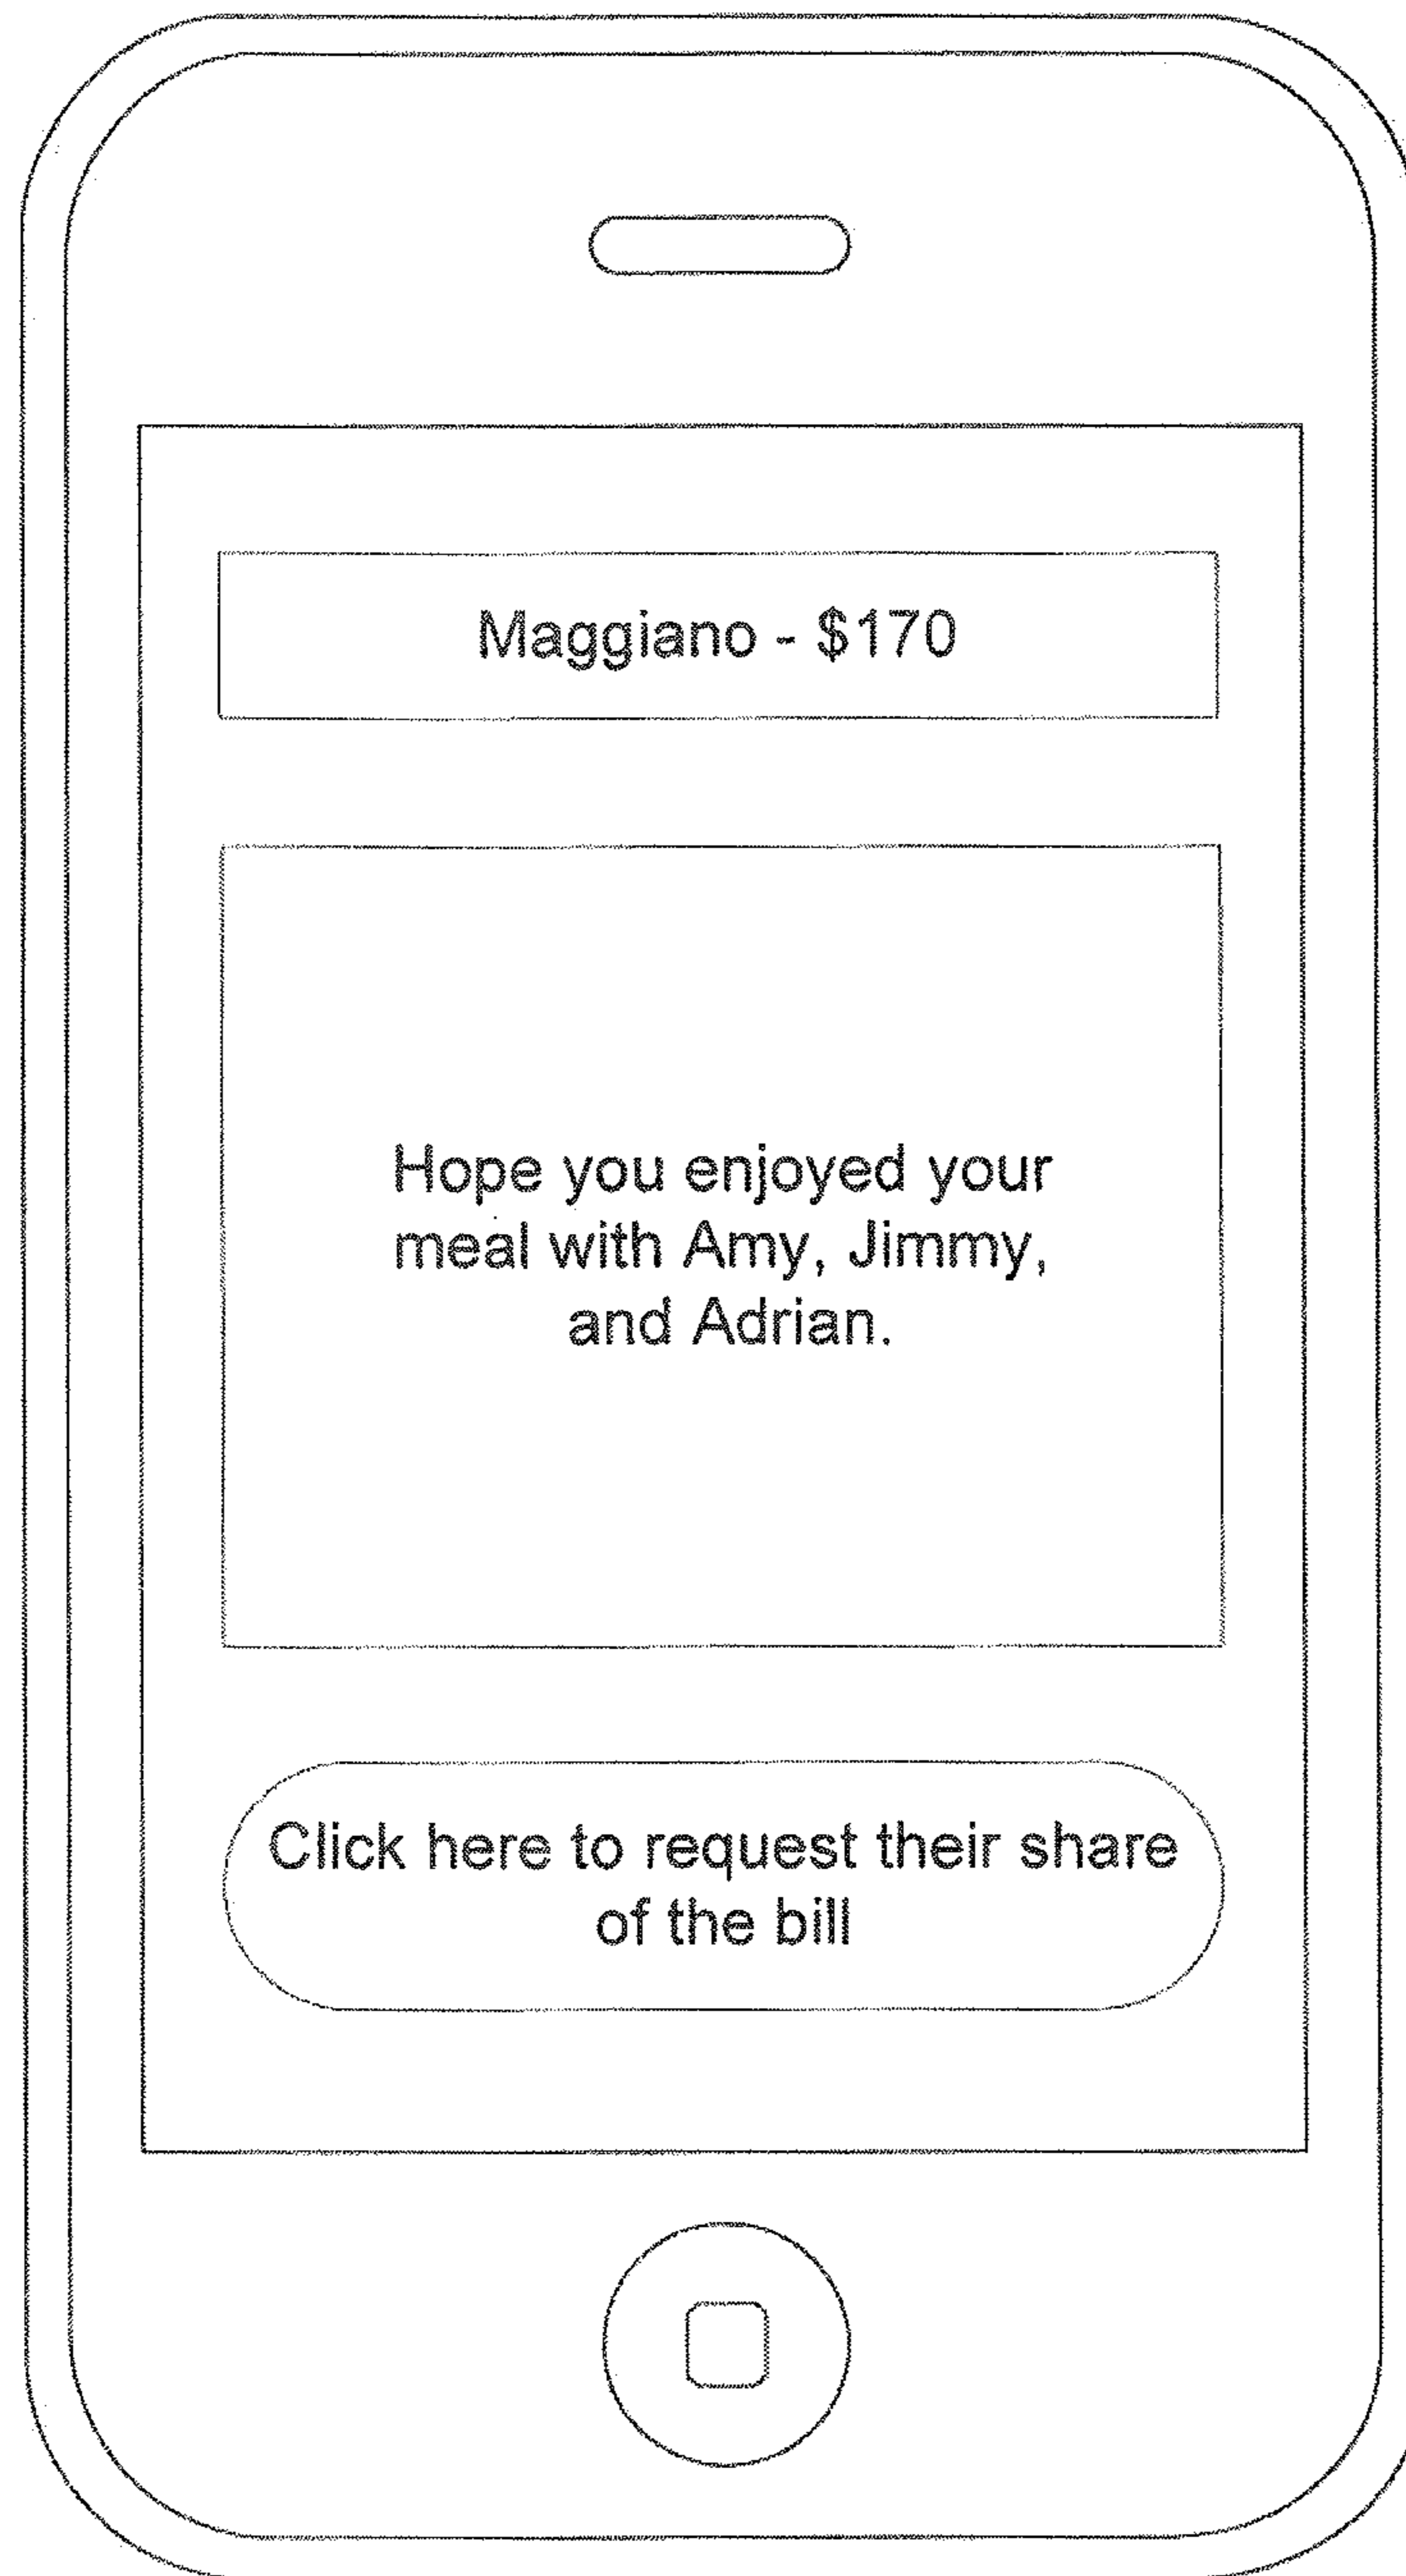 Maggiano - $170
Hope you enjoyed your
meal with Amy, Jimmy,
and Adrian.
Click here to request their share
of the bill